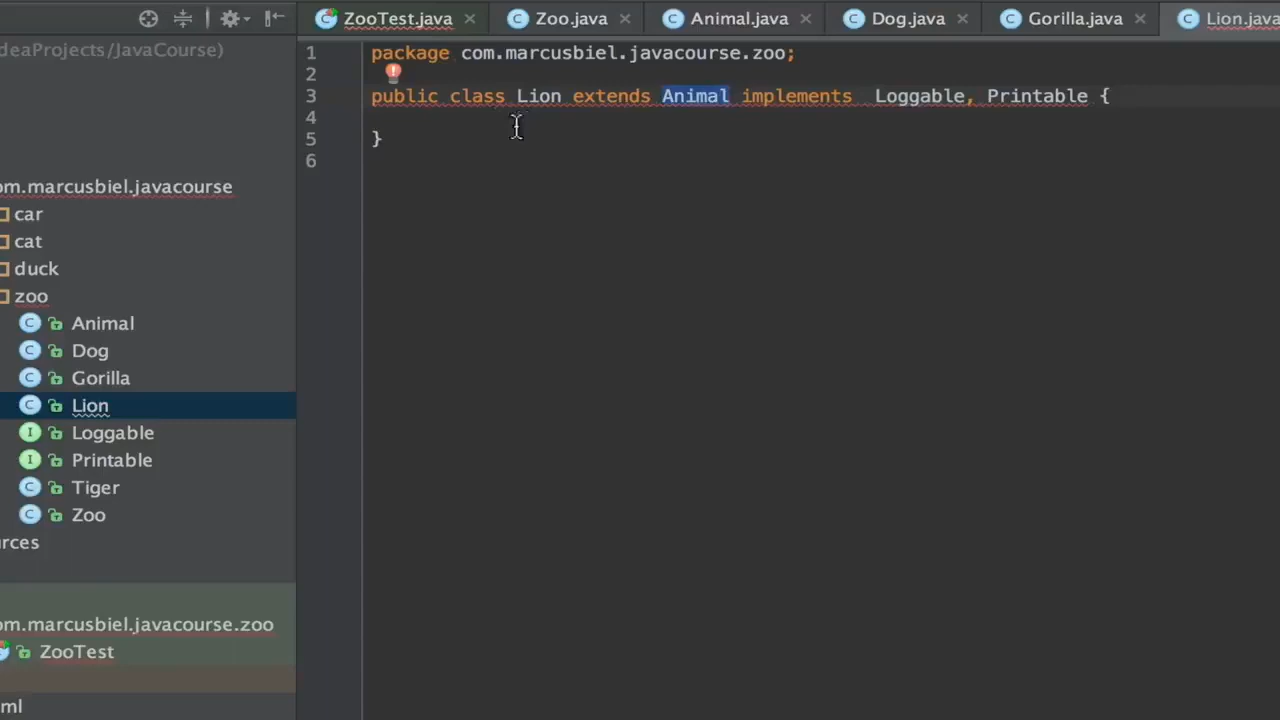 ZooTest.java Zoo.java Animal.java Dog.java Gorilla.java Lion.java
deaProjects/JavaCourse)
om.marcusbiel.javacourse
car
cat
duck
zoo
C Animal
C Dog
C Gorilla
C Lion
I Loggable
I Printable
C Tiger
C Zoo
urces
om.marcusbiel.javacourse.zoo
ZooTest
ml
1 package com.marcusbiel.javacourse.zoo;
2
3 public class Lion extends Animal implements  Loggable, Printable {
4
5 }
6